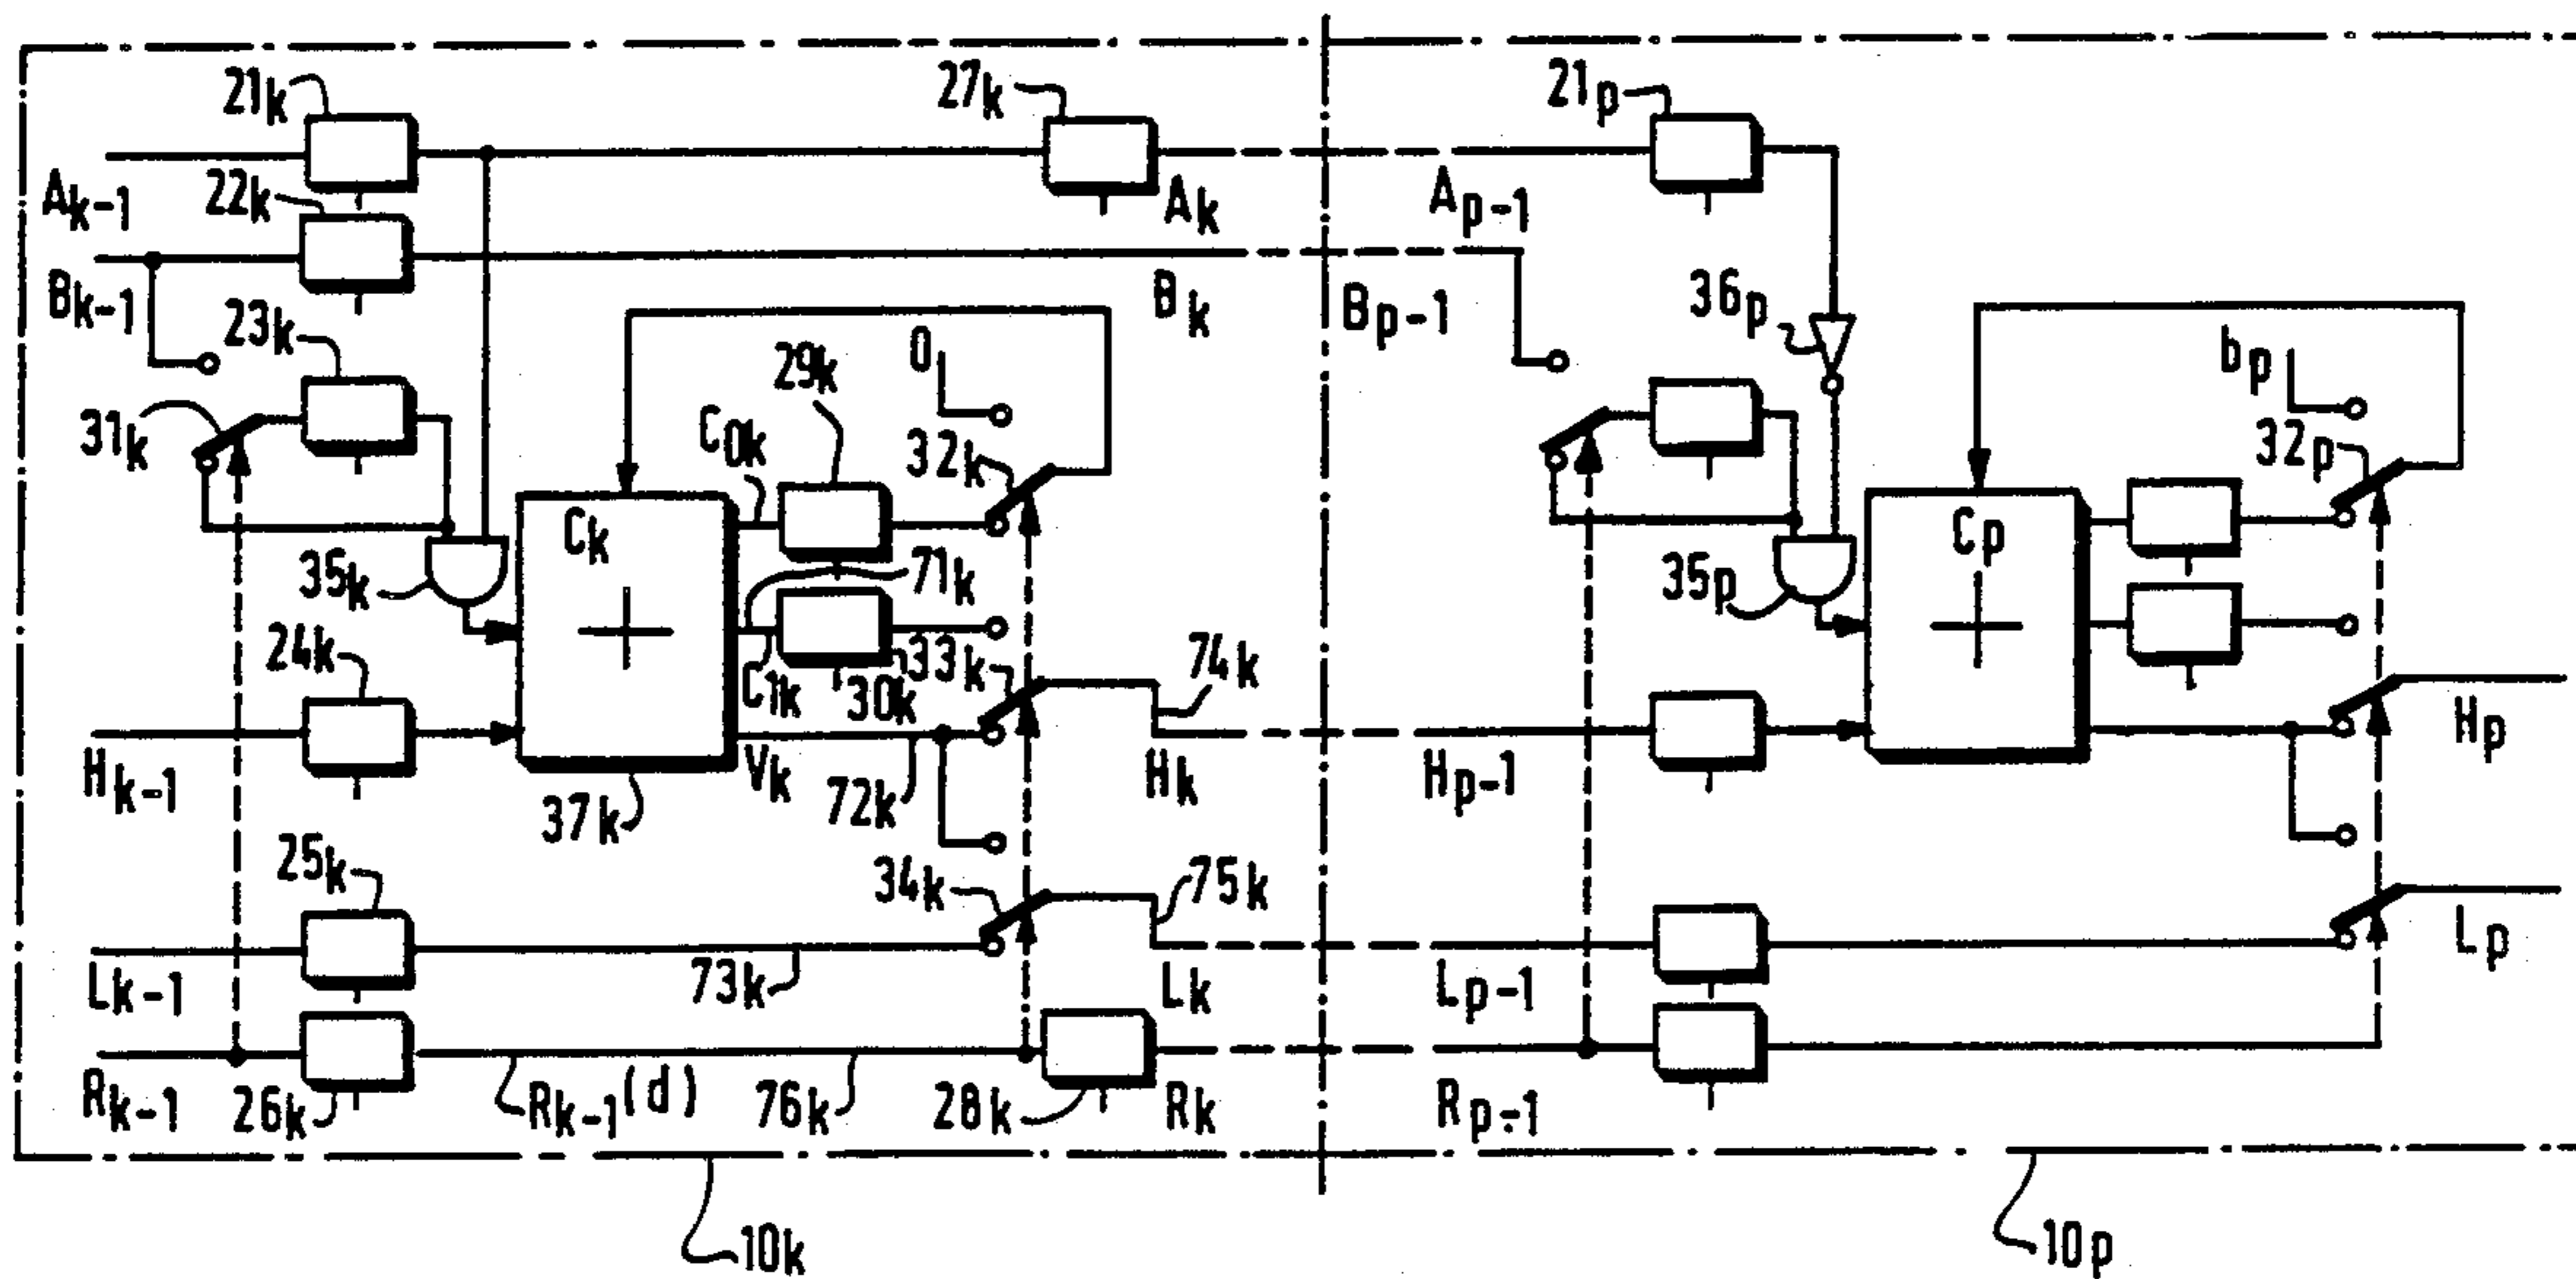 21k
27k
21p
Ak-1
22k
Ak
Ap-1
Bk-1
23k
Bk
Bp-1
36p
0
29k
bp
31k
C0k
32k
32p
Ck
Cp
35k
+
71k
35p
+
24k
C1k
30k
33k
74k
Hk-1
Vk
72k
Hk
Hp-1
Hp
37k
25k
34k
75k
Lk-1
73k
Lk
Lp-1
Lp
Rk-1
26k
Rk-1(d)
76k
28k
Rk
Rp-1
10k
10p